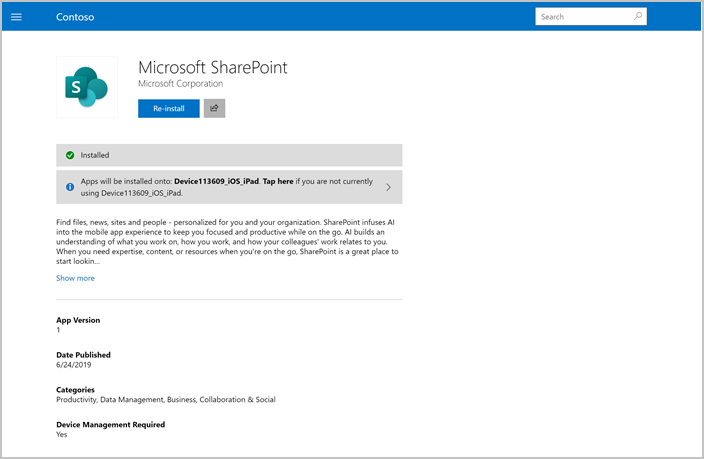 Contoso
Search
S
Microsoft SharePoint
Microsoft Corporation
Re-install
Installed
Apps will be installed onto: Device113609_iOS_iPad. Tap here if you are not currently
using Device113609_iOS_iPad.
Find files, news, sites and people - personalized for you and your organization. SharePoint infuses AI
into the mobile app experience to keep you focused and productive while on the go. AI builds an
understanding of what you work on, how you work, and how your colleagues' work relates to you.
When you need expertise, content, or resources when you're on the go, SharePoint is a great place to
start lookin...
Show more
App Version
1
Date Published
6/24/2019
Categories
Productivity, Data Management, Business, Collaboration & Social
Device Management Required
Yes